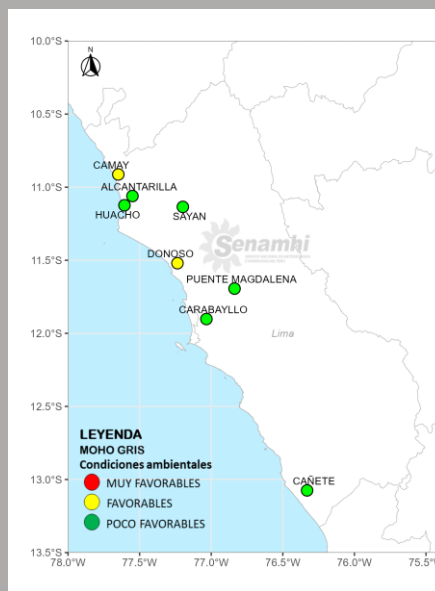 10.0°S
N
10.5°S
CAMAY
11.0°S
ALCANTARILLA
HUACHO
SAYAN
Senamhi
DONOSO
11.5°S
PUENTE MAGDALENA
CARABAYLLO
12.0°S
Lima
12.5°S
LEYENDA
MOHO GRIS
Condiciones ambientales
13.0°S
CAÑETE
MUY FAVORABLES
FAVORABLES
POCO FAVORABLES
13.5°S
78.0°W 77.5°W 77.0°W 76.5°W 76.0°W 75.5°W